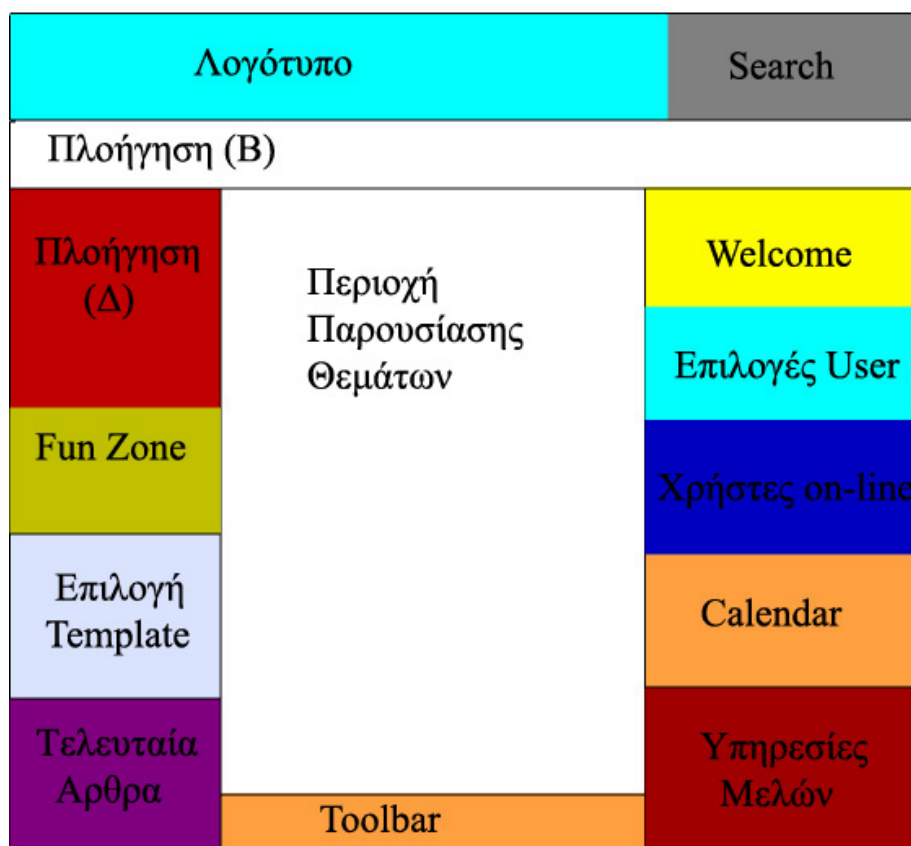 Λογότυπο
Search
Πλοήγηση (Β)
Πλοήγηση
(Δ)
Fun Zone
Επιλογή
Template
Τελευταία
Αρθρα
Περιοχή
Παρουσίασης
Θεμάτων
Toolbar
Welcome
Επιλογές User
Χρήστες on-line
Calendar
Υπηρεσίες
Μελών